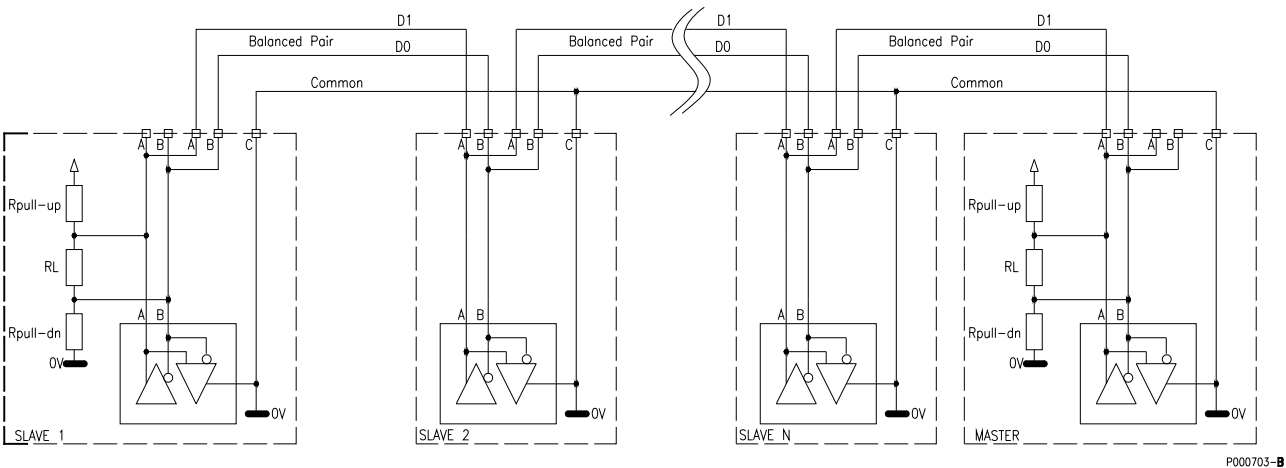 D1 D1 D1
Balanced Pair D0 Balanced Pair D0 Balanced Pair D0
Common Common
A B A B C A B A B C A B A B C A B A B C
Rpull-up Rpull-up
RL RL
A B A B A B A B
Rpull-dn Rpull-dn
0V 0V
0V 0V 0V 0V
SLAVE 1 SLAVE 2 SLAVE N MASTER
P000703-B